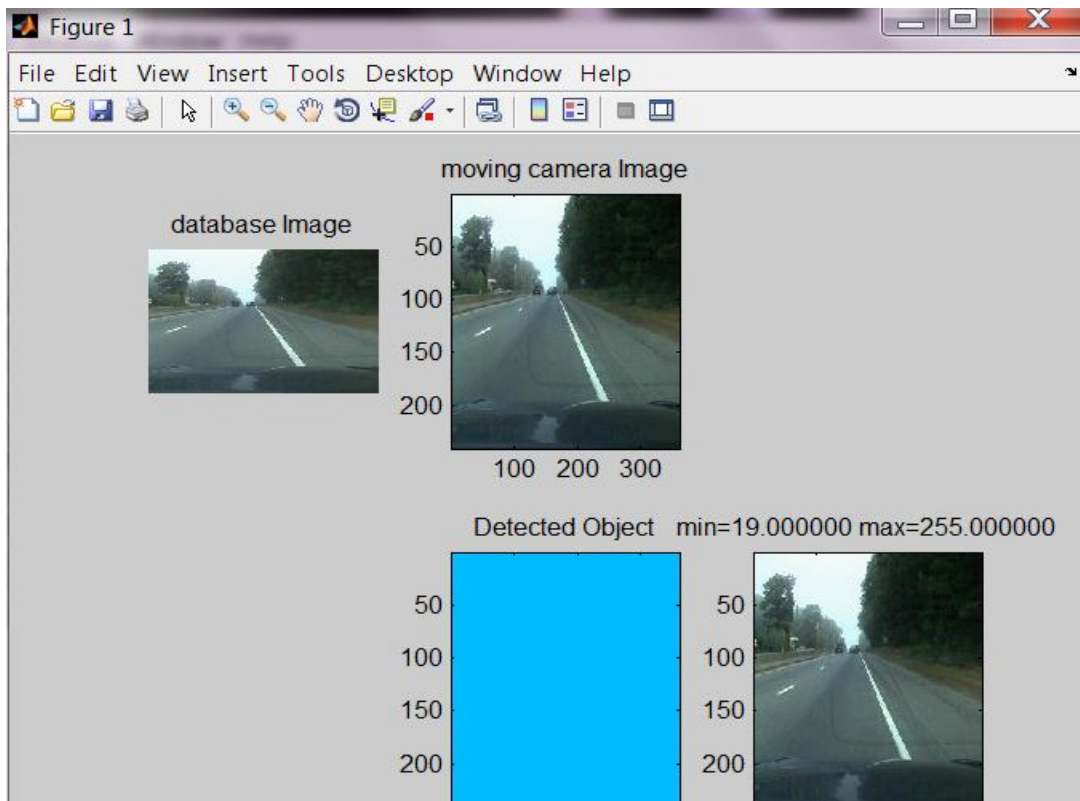 Figure 1
File Edit View Insert Tools Desktop Window Help
moving camera Image
database Image
50
100
150
200
100 200 300
Detected Object min=19.000000 max=255.000000
50
100
150
200
50
100
150
200